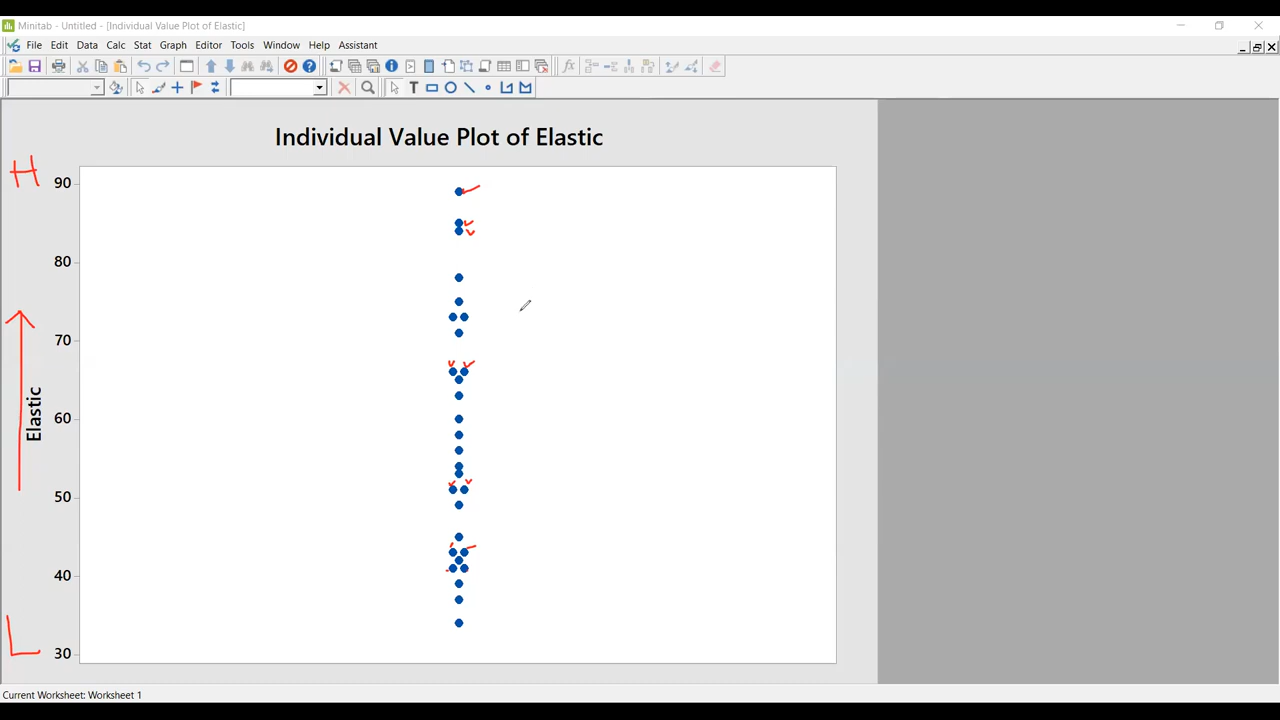 Minitab - Untitled - [Individual Value Plot of Elastic]
File Edit Data Calc Stat Graph Editor Tools Window Help Assistant
Individual Value Plot of Elastic
H
90
80
70
60
50
40
30
Elastic
L
Current Worksheet: Worksheet 1